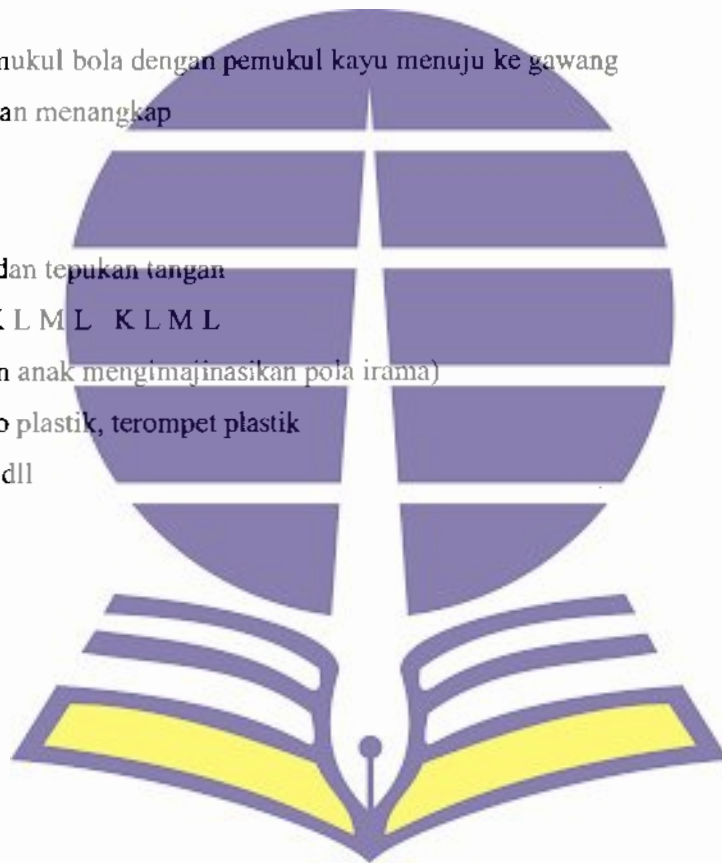 mukul bola dengan pemukul kayu menuju ke gawang
an menangkap
dan tepukan tangan
K L M L K L M L
n anak mengimajinasikan pola irama)
o plastik, terompet plastik
dll